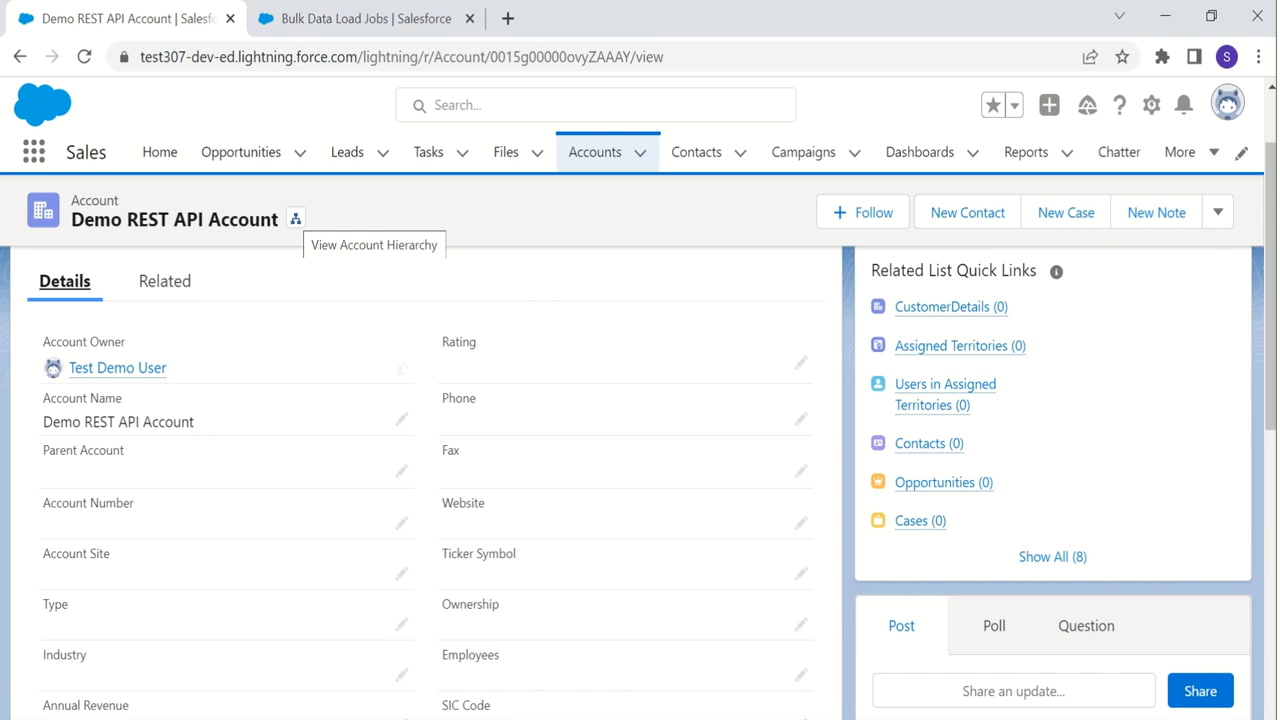 Demo REST API Account | Salesf
Bulk Data Load Jobs | Salesforce
test307-dev-ed.lightning.force.com/lightning/r/Account/0015g00000ovyZAAAY/view
S
Search...
Sales
Home
Opportunities
Leads
Tasks
Files
Accounts
Contacts
Campaigns
Dashboards
Reports
Chatter
More
Account
Demo REST API Account
View Account Hierarchy
Follow
New Contact
New Case
New Note
Details
Related
Account Owner
Test Demo User
Account Name
Demo REST API Account
Parent Account
Account Number
Account Site
Type
Industry
Annual Revenue
Rating
Phone
Fax
Website
Ticker Symbol
Ownership
Employees
SIC Code
Related List Quick Links
CustomerDetails (0)
Assigned Territories (0)
Users in Assigned
Territories (0)
Contacts (0)
Opportunities (0)
Cases (0)
Show All (8)
Post
Poll
Question
Share an update...
Share